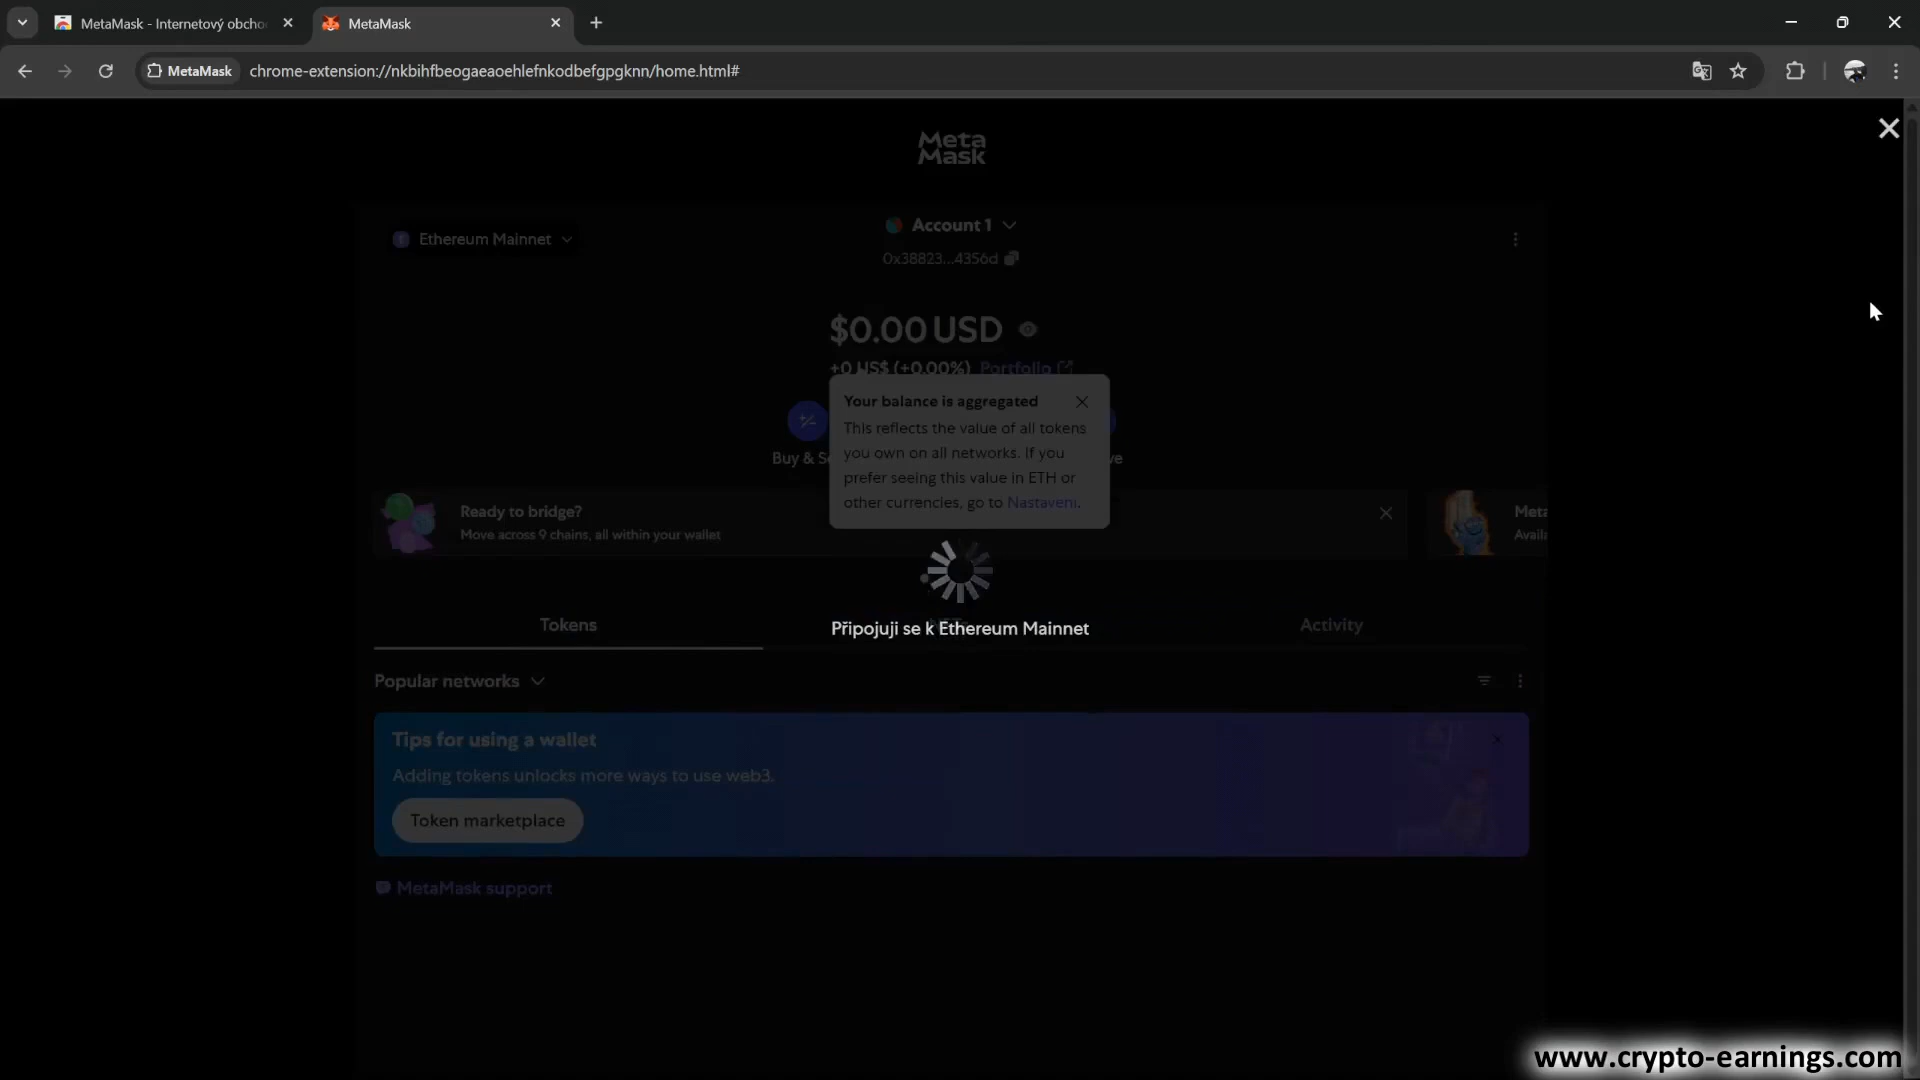 MetaMask - Internetový obcho
MetaMask
MetaMask
chrome-extension://nkbihfbeogaeaoehlefnkodbefgpgknn/home.html#
Meta
Mask
Ethereum Mainnet
Account 1
0x38823...4356d
$0.00 USD
+0 US$ (+0.00%) Portfolio
Your balance is aggregated
This reflects the value of all tokens
you own on all networks. If you
prefer seeing this value in ETH or
other currencies, go to Nastavení.
Buy & Se
ve
Ready to bridge?
Move across 9 chains, all within your wallet
Meta
Availa
Připojuji se k Ethereum Mainnet
Tokens
Activity
Popular networks
Tips for using a wallet
Adding tokens unlocks more ways to use web3.
Token marketplace
MetaMask support
www.crypto-earnings.com